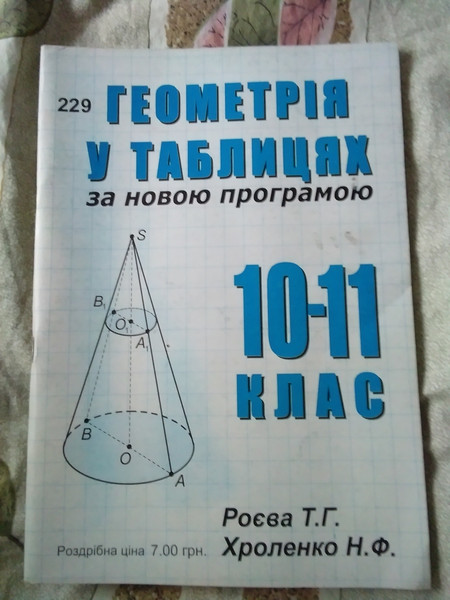 229 ГЕОМЕТРІЯ
У ТАБЛИЦЯХ
за новою програмою
S
B₁
O₁
A₁
B
O
A
10-11
КЛАС
Роєва Т.Г.
Роздрібна ціна 7.00 грн. Хроленко Н.Ф.